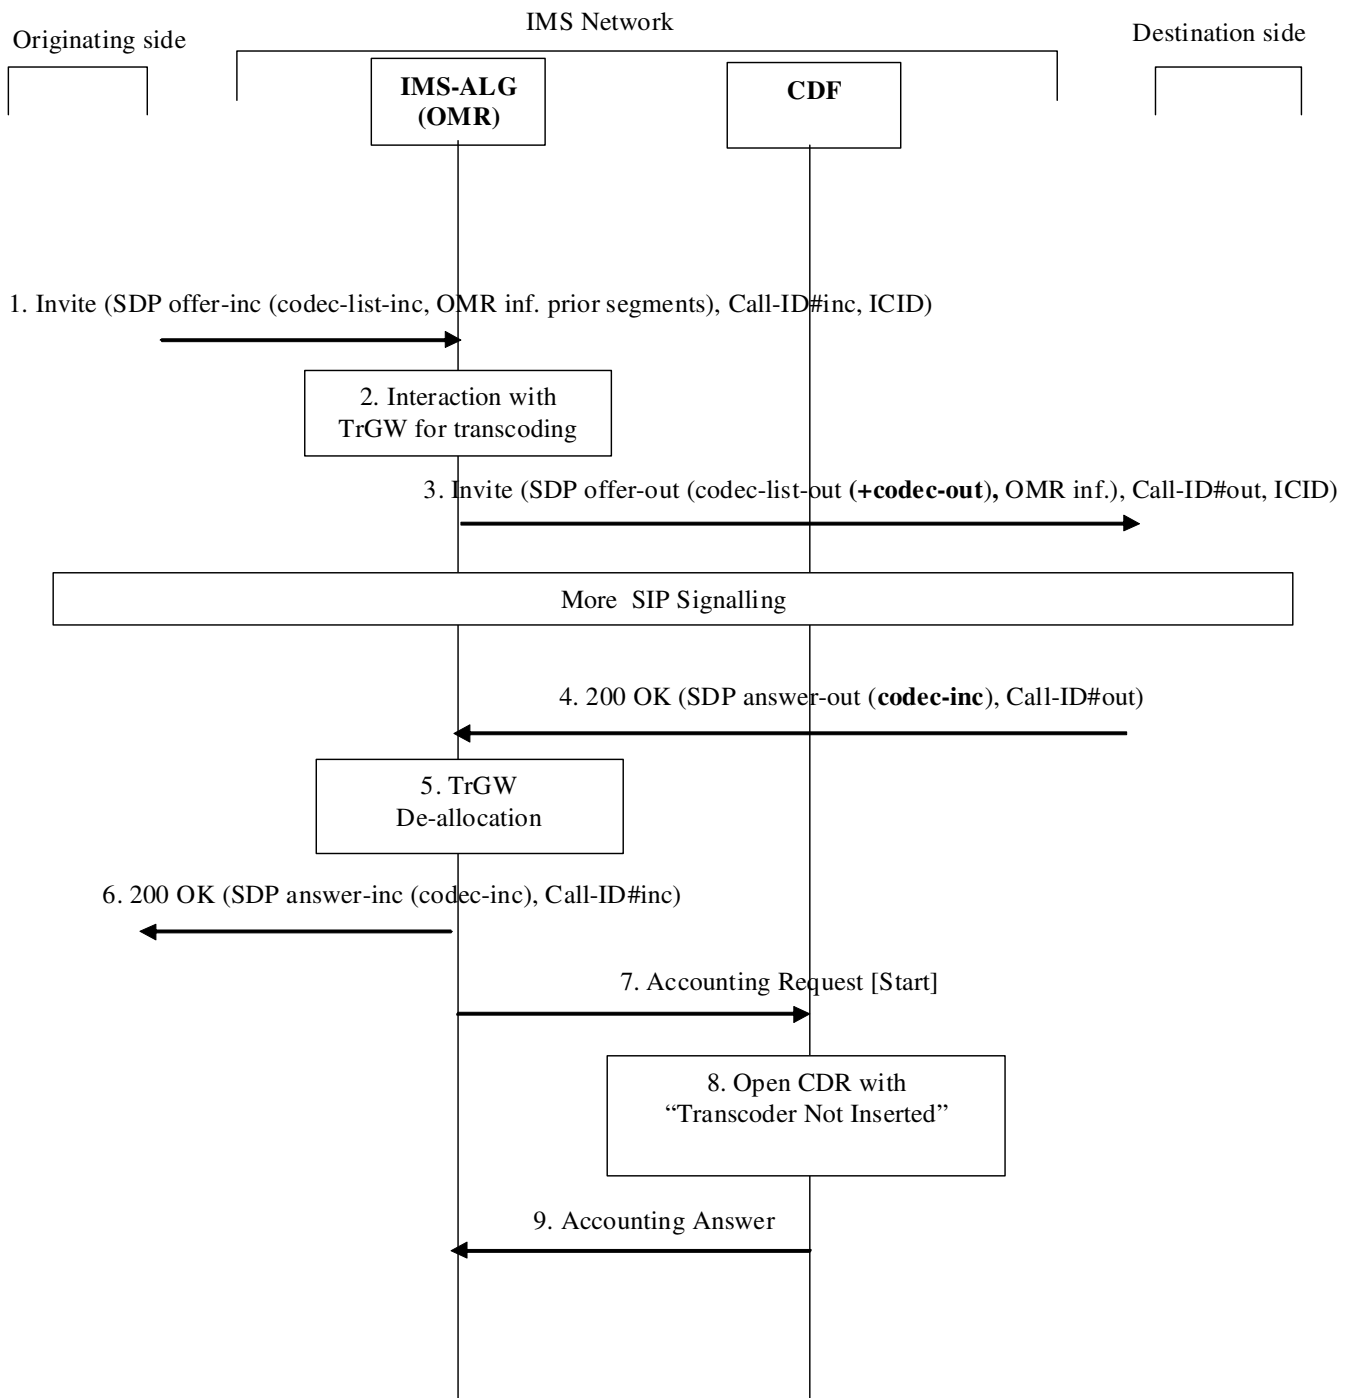 IMS Network
Originating side
Destination side
IMS-ALG
(OMR)
CDF
1. Invite (SDP offer-inc (codec-list-inc, OMR inf. prior segments), Call-ID#inc, ICID)
2. Interaction with
TrGW for transcoding
3. Invite (SDP offer-out (codec-list-out (+codec-out), OMR inf.), Call-ID#out, ICID)
More SIP Signalling
4. 200 OK (SDP answer-out (codec-inc), Call-ID#out)
5. TrGW
De-allocation
6. 200 OK (SDP answer-inc (codec-inc), Call-ID#inc)
7. Accounting Request [Start]
8. Open CDR with
“Transcoder Not Inserted”
9. Accounting Answer